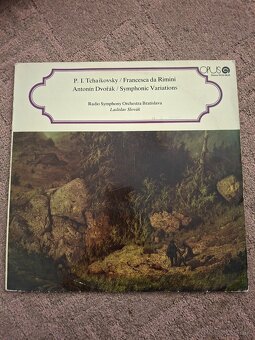 P. I. Tchaikovsky / Francesca da Rimini
Antonín Dvořák / Symphonic Variations
Radio Symphony Orchestra Bratislava
Ladislav Slovák
OPUS